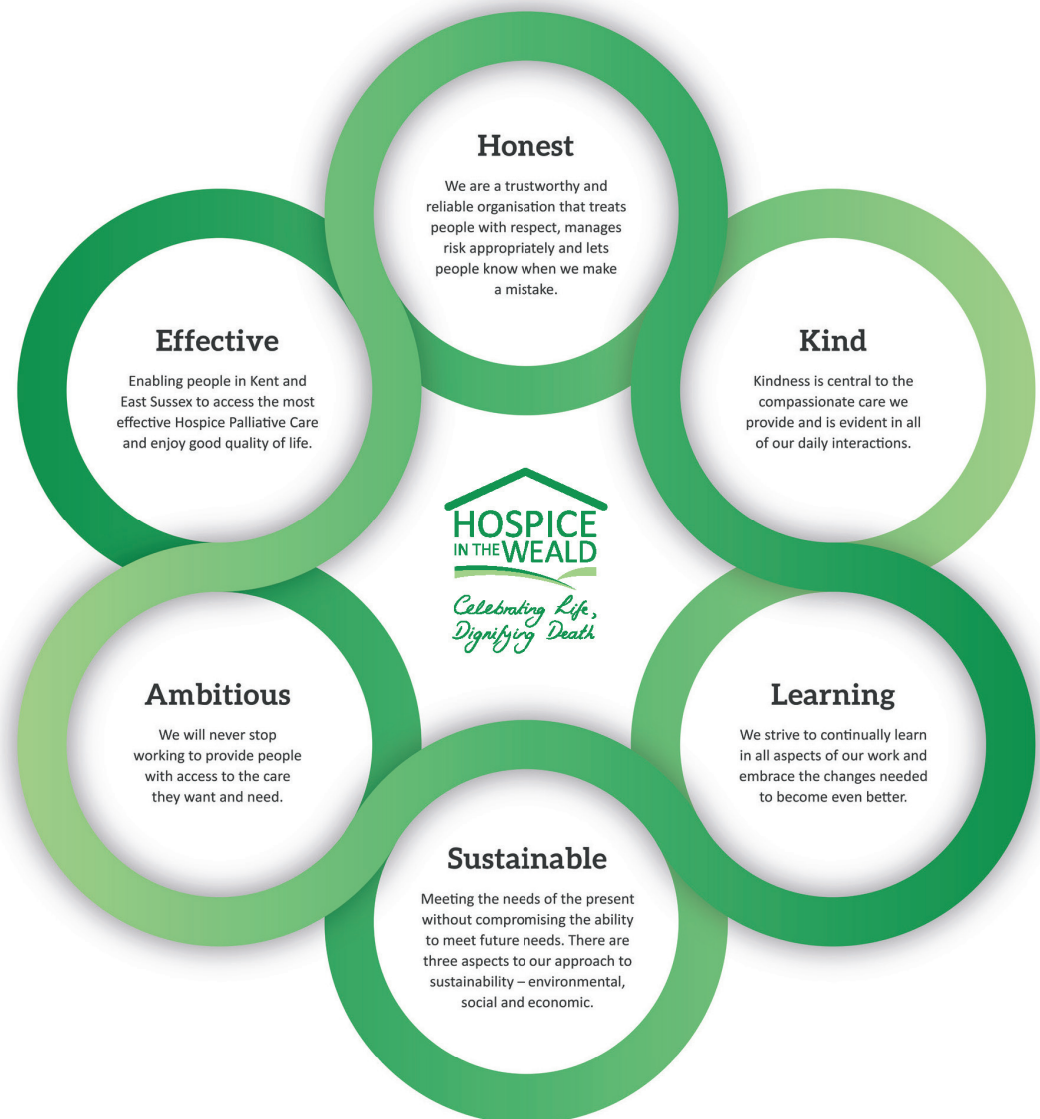 Honest
We are a trustworthy and
reliable organisation that treats
people with respect, manages
risk appropriately and lets
people know when we make
a mistake.
Effective
Enabling people in Kent and
East Sussex to access the most
effective Hospice Palliative Care
and enjoy good quality of life.
Kind
Kindness is central to the
compassionate care we
provide and is evident in all
of our daily interactions.
HOSPICE
IN THE WEALD
Celebrating Life,
Dignifying Death
Ambitious
We will never stop
working to provide people
with access to the care
they want and need.
Learning
We strive to continually learn
in all aspects of our work and
embrace the changes needed
to become even better.
Sustainable
Meeting the needs of the present
without compromising the ability
to meet future needs. There are
three aspects to our approach to
sustainability – environmental,
social and economic.